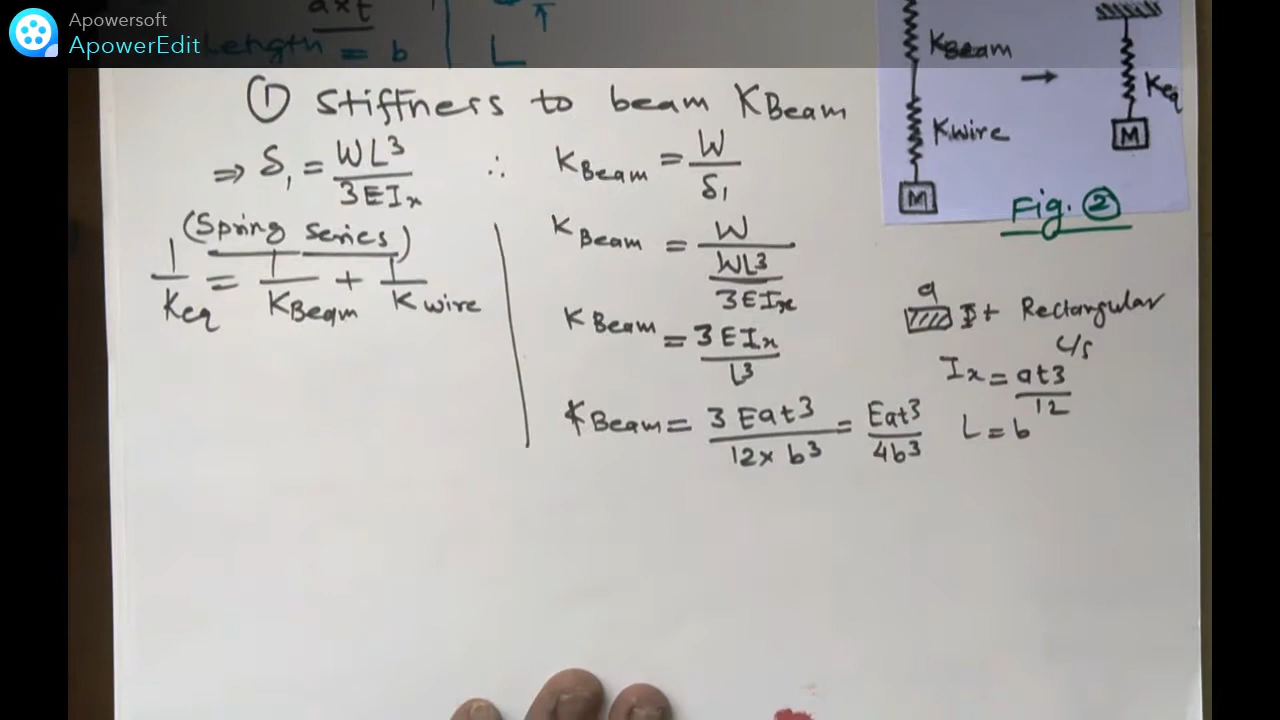 Apowersoft
ApowerEdit
axt
Length = b
L
① Stiffness to beam KBeam
⇒ δ₁ = WL³/3EIx ∴ KBeam = W/δ₁
(Spring series)
1/Keq = 1/KBeam + 1/Kwire
KBeam = W/(WL³/3EIx)
KBeam = 3EIx/L³
KBeam = 3Eat³/12×b³ = Eat³/4b³
KBeam → Keq
Kwire
M
M
Fig. ②
a
t Rectangular
c/s
Ix = at3/12
L = b